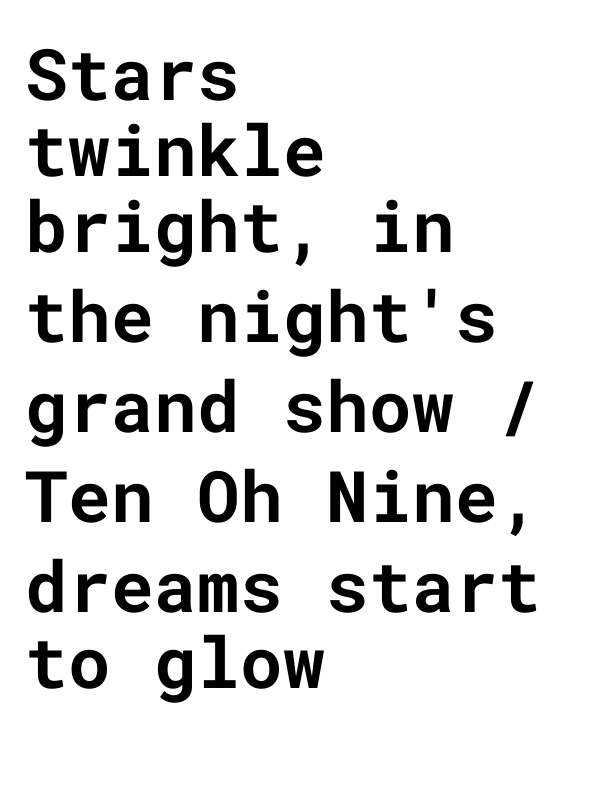 Stars
twinkle
bright, in
the night's
grand show /
Ten Oh Nine,
dreams start
to glow